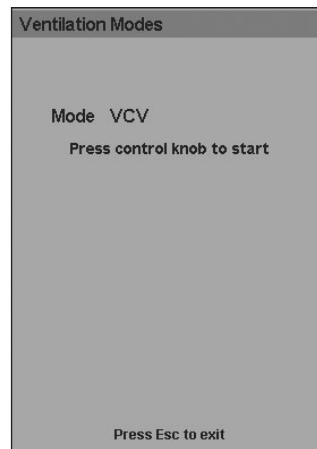 Ventilation Modes
Mode VCV
Press control knob to start
Press Esc to exit